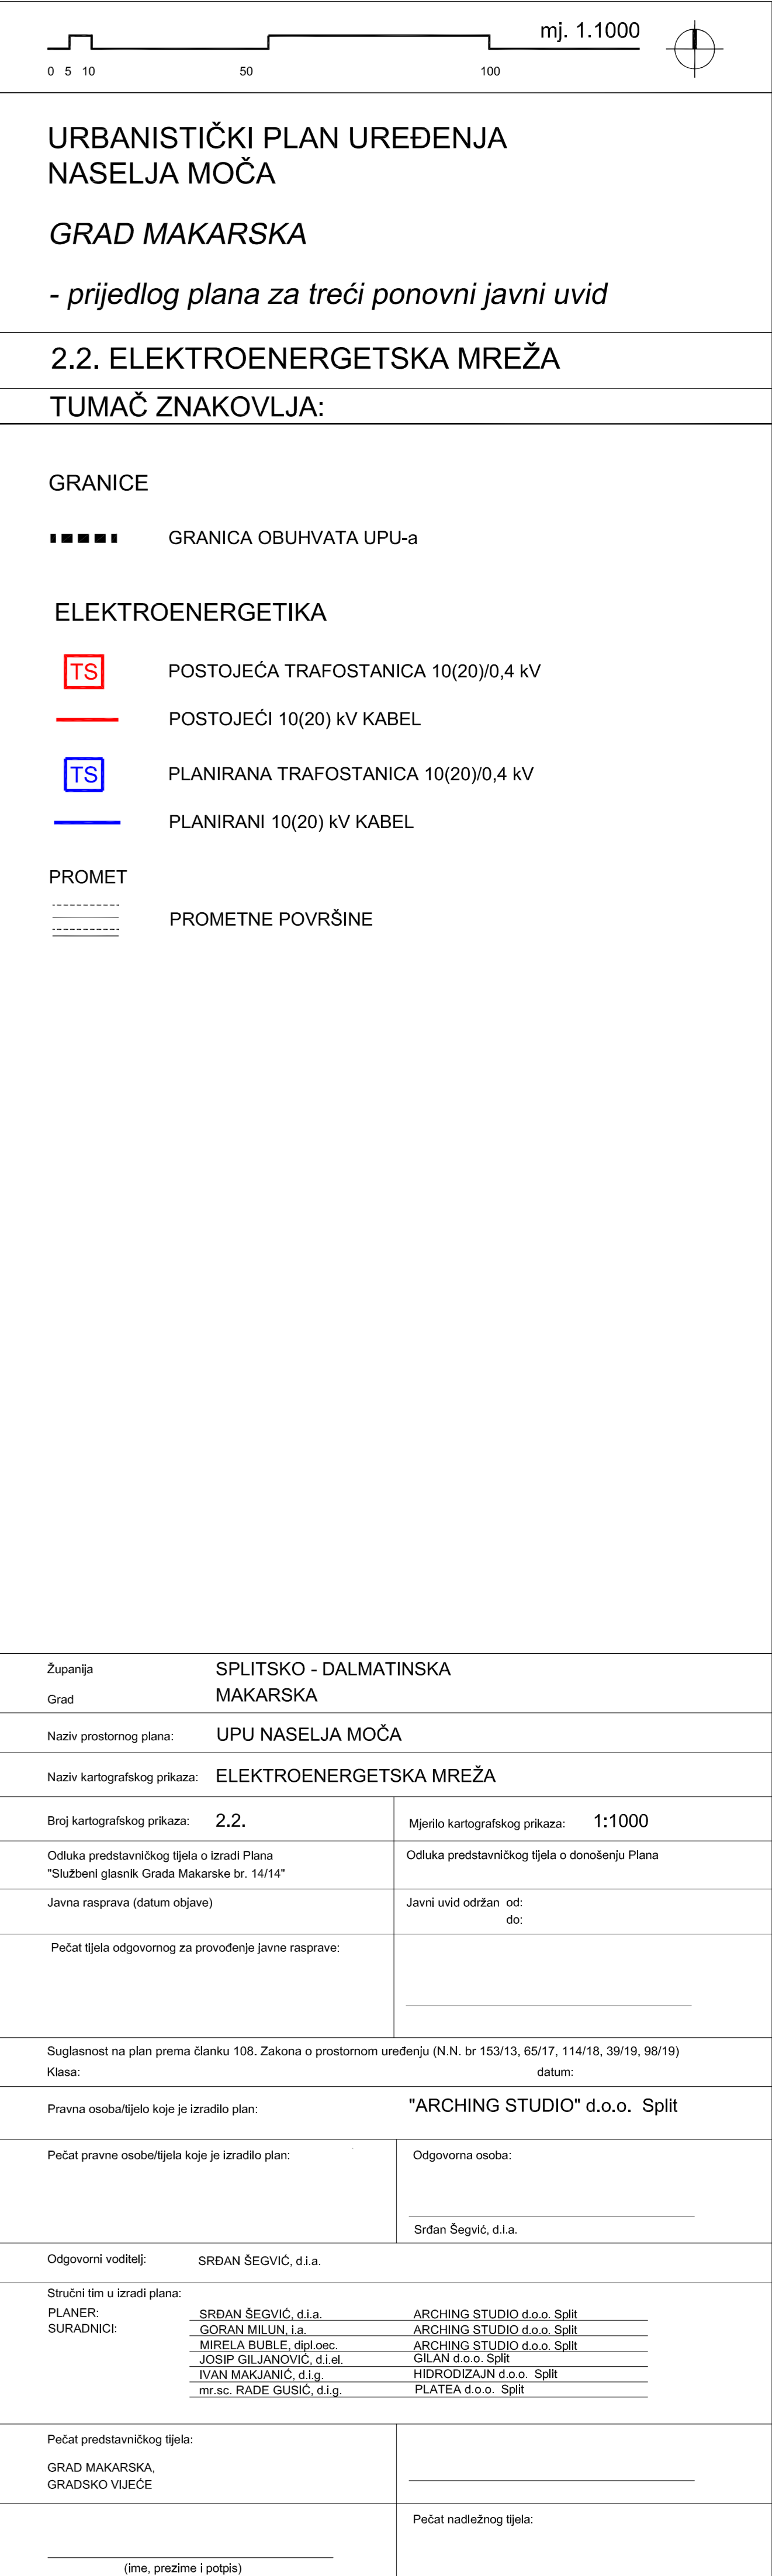 mj. 1.1000
0 5 10 50 100
URBANISTIČKI PLAN UREĐENJA
NASELJA MOČA
GRAD MAKARSKA
- prijedlog plana za treći ponovni javni uvid
2.2. ELEKTROENERGETSKA MREŽA
TUMAČ ZNAKOVLJA:
GRANICE
GRANICA OBUHVATA UPU-a
ELEKTROENERGETIKA
TS POSTOJEĆA TRAFOSTANICA 10(20)/0,4 kV
POSTOJEĆI 10(20) kV KABEL
TS PLANIRANA TRAFOSTANICA 10(20)/0,4 kV
PLANIRANI 10(20) kV KABEL
PROMET
PROMETNE POVRŠINE
Županija SPLITSKO - DALMATINSKA
Grad MAKARSKA
Naziv prostornog plana: UPU NASELJA MOČA
Naziv kartografskog prikaza: ELEKTROENERGETSKA MREŽA
Broj kartografskog prikaza: 2.2. Mjerilo kartografskog prikaza: 1:1000
Odluka predstavničkog tijela o izradi Plana
"Službeni glasnik Grada Makarske br. 14/14"
Odluka predstavničkog tijela o donošenju Plana
Javna rasprava (datum objave)
Javni uvid održan od:
do:
Pečat tijela odgovornog za provođenje javne rasprave:
Suglasnost na plan prema članku 108. Zakona o prostornom uređenju (N.N. br 153/13, 65/17, 114/18, 39/19, 98/19)
Klasa: datum:
Pravna osoba/tijelo koje je izradilo plan: "ARCHING STUDIO" d.o.o. Split
Pečat pravne osobe/tijela koje je izradilo plan:
Odgovorna osoba:
Srđan Šegvić, d.i.a.
Odgovorni voditelj: SRĐAN ŠEGVIĆ, d.i.a.
Stručni tim u izradi plana:
PLANER: SRĐAN ŠEGVIĆ, d.i.a. ARCHING STUDIO d.o.o. Split
SURADNICI: GORAN MILUN, i.a. ARCHING STUDIO d.o.o. Split
MIRELA BUBLE, dipl.oec. ARCHING STUDIO d.o.o. Split
JOSIP GILJANOVIĆ, d.i.el. GILAN d.o.o. Split
IVAN MAKJANIĆ, d.i.g. HIDRODIZAJN d.o.o. Split
mr.sc. RADE GUSIĆ, d.i.g. PLATEA d.o.o. Split
Pečat predstavničkog tijela:
GRAD MAKARSKA,
GRADSKO VIJEĆE
Pečat nadležnog tijela:
(ime, prezime i potpis)